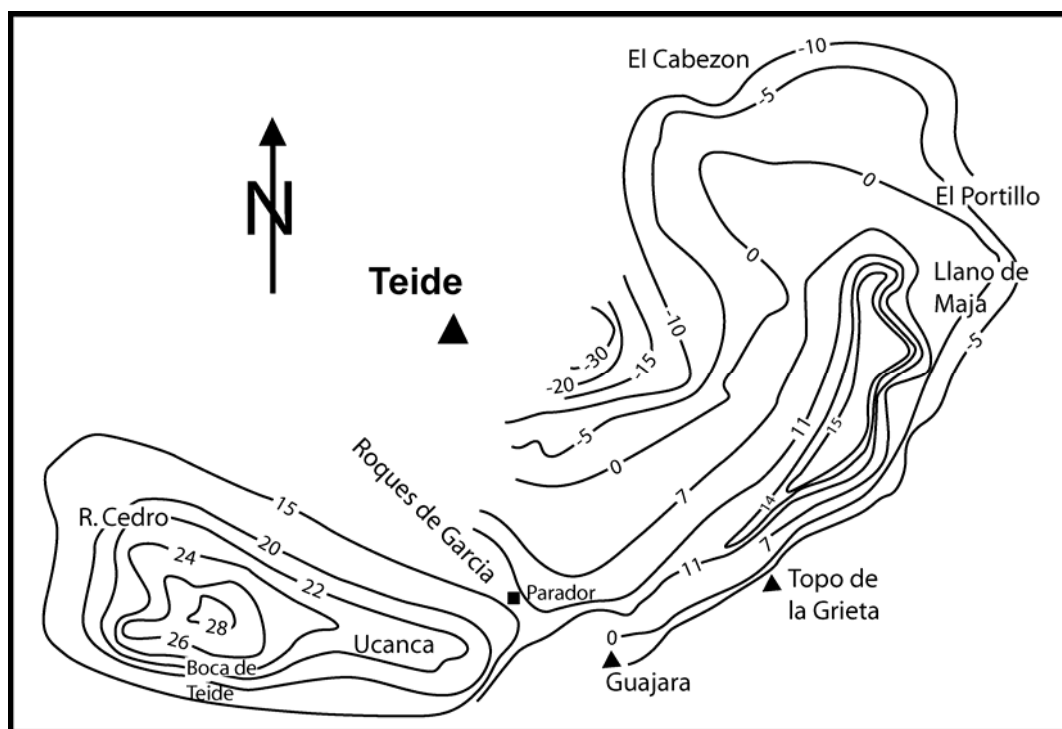 El Cabezon
-10
-5
N
0
El Portillo
Teide
0
Llano de
Maja
-10
-30
-15
-20
-5
-5
11
15
Roques de Garcia
0
15
7
14
R. Cedro
20
24
22
11
7
Parador
Topo de
la Grieta
28
26
Ucanca
0
Boca de
Teide
Guajara